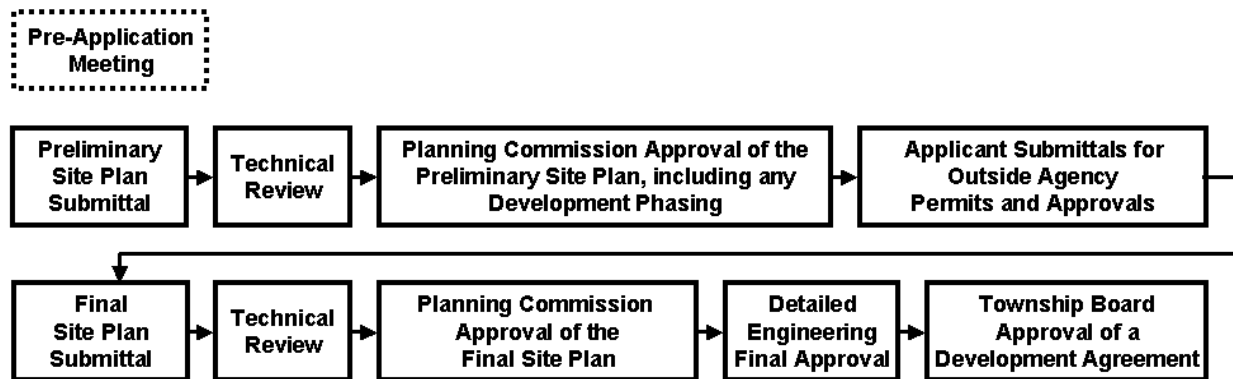 Pre-Application
Meeting
Preliminary
Site Plan
Submittal
Technical
Review
Planning Commission Approval of the
Preliminary Site Plan, including any
Development Phasing
Applicant Submittals for
Outside Agency
Permits and Approvals
Final
Site Plan
Submittal
Technical
Review
Planning Commission
Approval of the
Final Site Plan
Detailed
Engineering
Final Approval
Township Board
Approval of a
Development Agreement